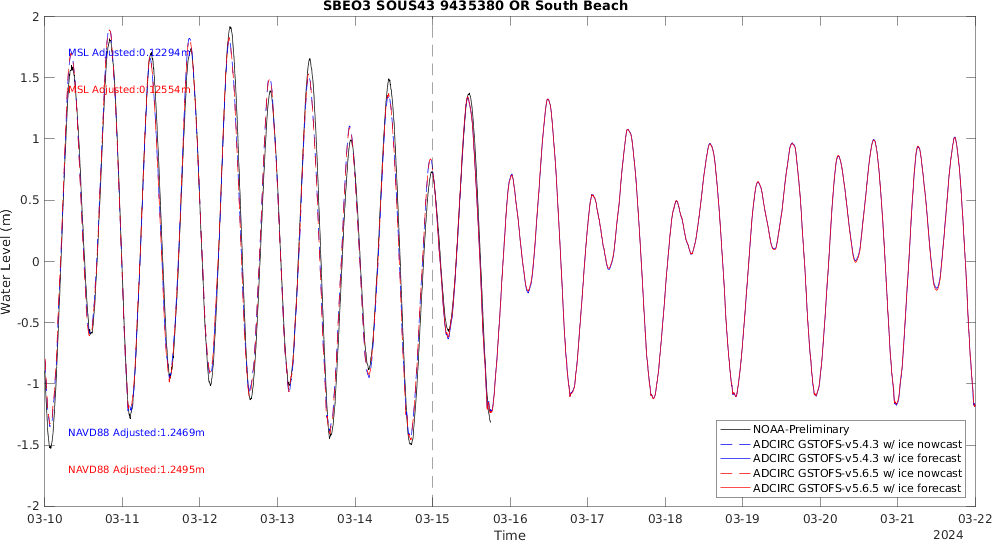 SBEO3 SOUS43 9435380 OR South Beach
MSL Adjusted:0.12294m
MSL Adjusted:0.12554m
NAVD88 Adjusted:1.2469m
NAVD88 Adjusted:1.2495m
Water Level (m)
2
1.5
1
0.5
0
-0.5
-1
-1.5
-2
NOAA-Preliminary
ADCIRC GSTOFS-v5.4.3 w/ ice nowcast
ADCIRC GSTOFS-v5.4.3 w/ ice forecast
ADCIRC GSTOFS-v5.6.5 w/ ice nowcast
ADCIRC GSTOFS-v5.6.5 w/ ice forecast
03-10 03-11 03-12 03-13 03-14 03-15 03-16 03-17 03-18 03-19 03-20 03-21 03-22
Time
2024